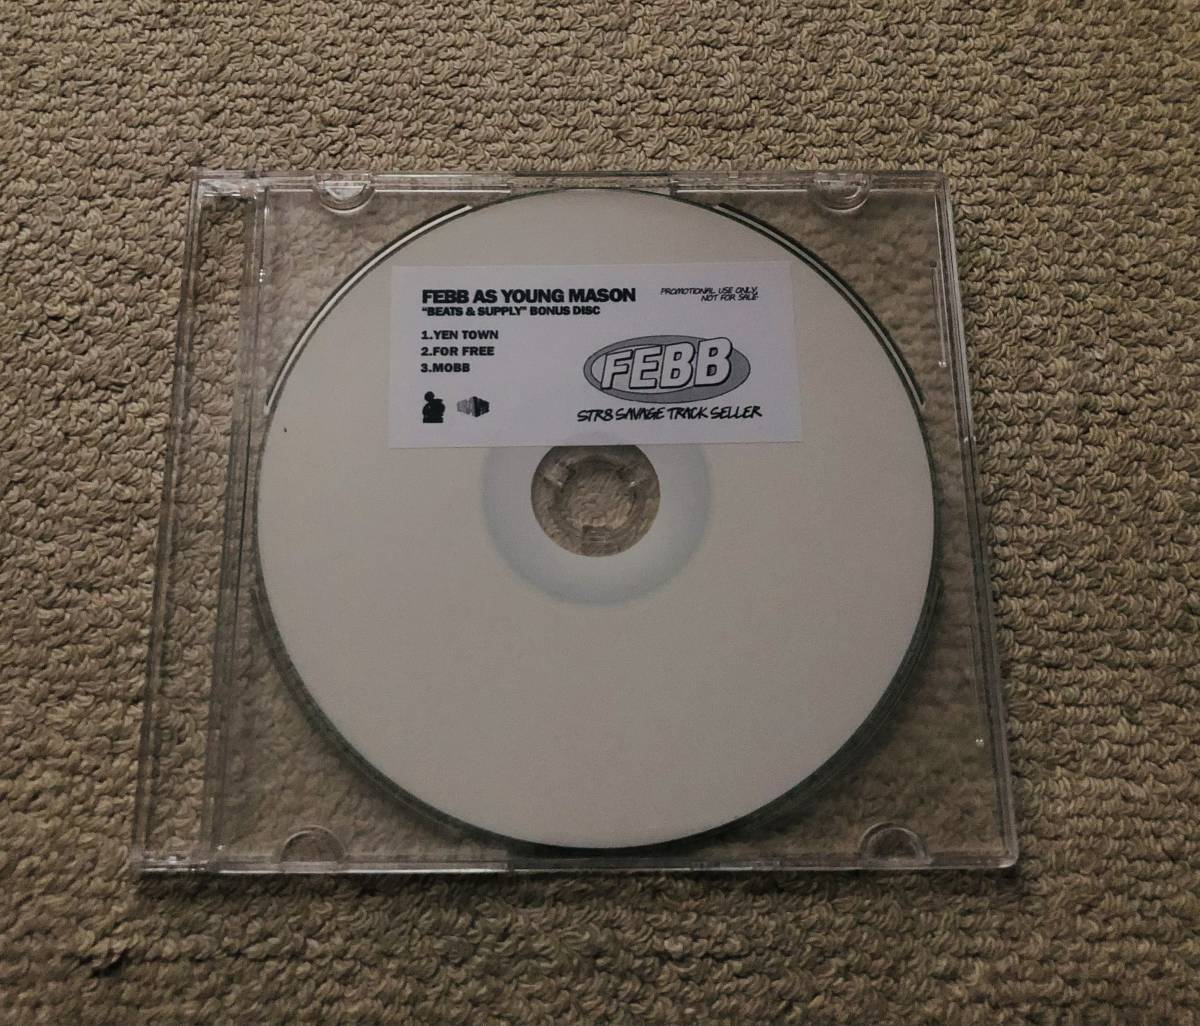 FEBB AS YOUNG MASON
"BEATS & SUPPLY" BONUS DISC
PROMOTIONAL USE ONLY,
NOT FOR SALE
1.YEN TOWN
2.FOR FREE
3.MOBB
FEBB
STR8 SAVAGE TRACK SELLER